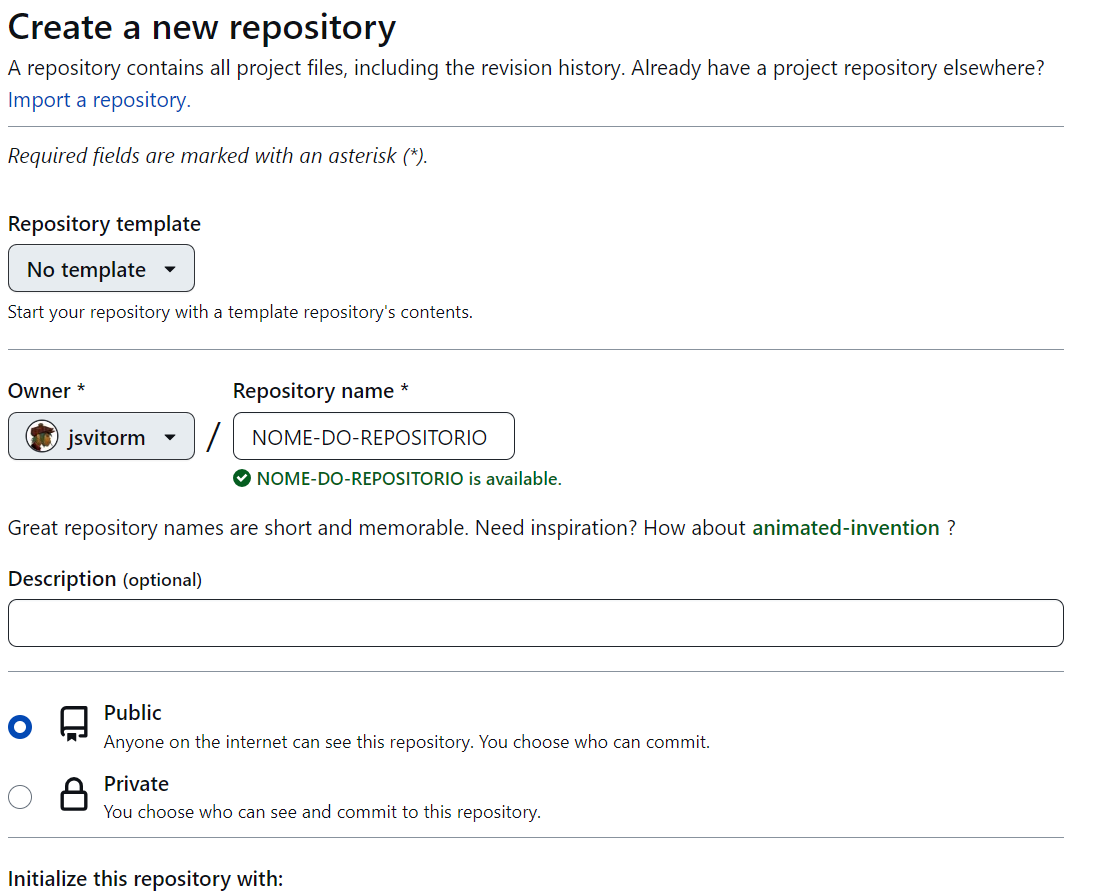 Create a new repository
A repository contains all project files, including the revision history. Already have a project repository elsewhere?
Import a repository.
Required fields are marked with an asterisk (*).
Repository template
No template
Start your repository with a template repository's contents.
Owner * Repository name *
jsvitorm / NOME-DO-REPOSITORIO
NOME-DO-REPOSITORIO is available.
Great repository names are short and memorable. Need inspiration? How about animated-invention ?
Description (optional)
Public
Anyone on the internet can see this repository. You choose who can commit.
Private
You choose who can see and commit to this repository.
Initialize this repository with: